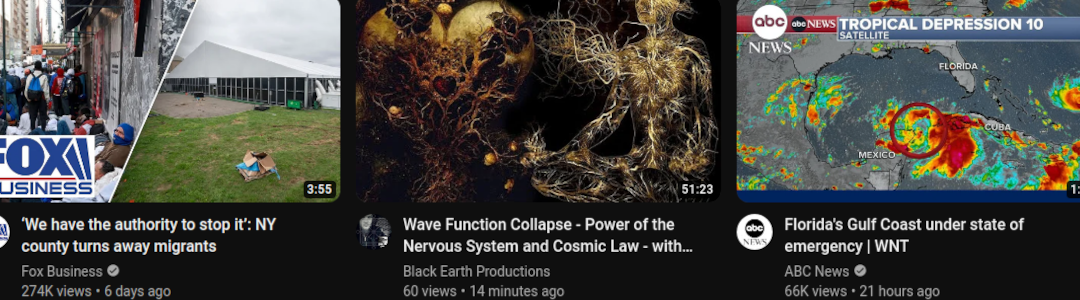 FOX
BUSINESS
3:55
51:23
abc
NEWS
abc NEWS
TROPICAL DEPRESSION 10
SATELLITE
FLORIDA
CUBA
MEXICO
‘We have the authority to stop it’: NY
county turns away migrants
Fox Business
274K views • 6 days ago
Wave Function Collapse - Power of the
Nervous System and Cosmic Law - with...
Black Earth Productions
60 views • 14 minutes ago
abc
NEWS
Florida's Gulf Coast under state of
emergency | WNT
ABC News
66K views • 21 hours ago